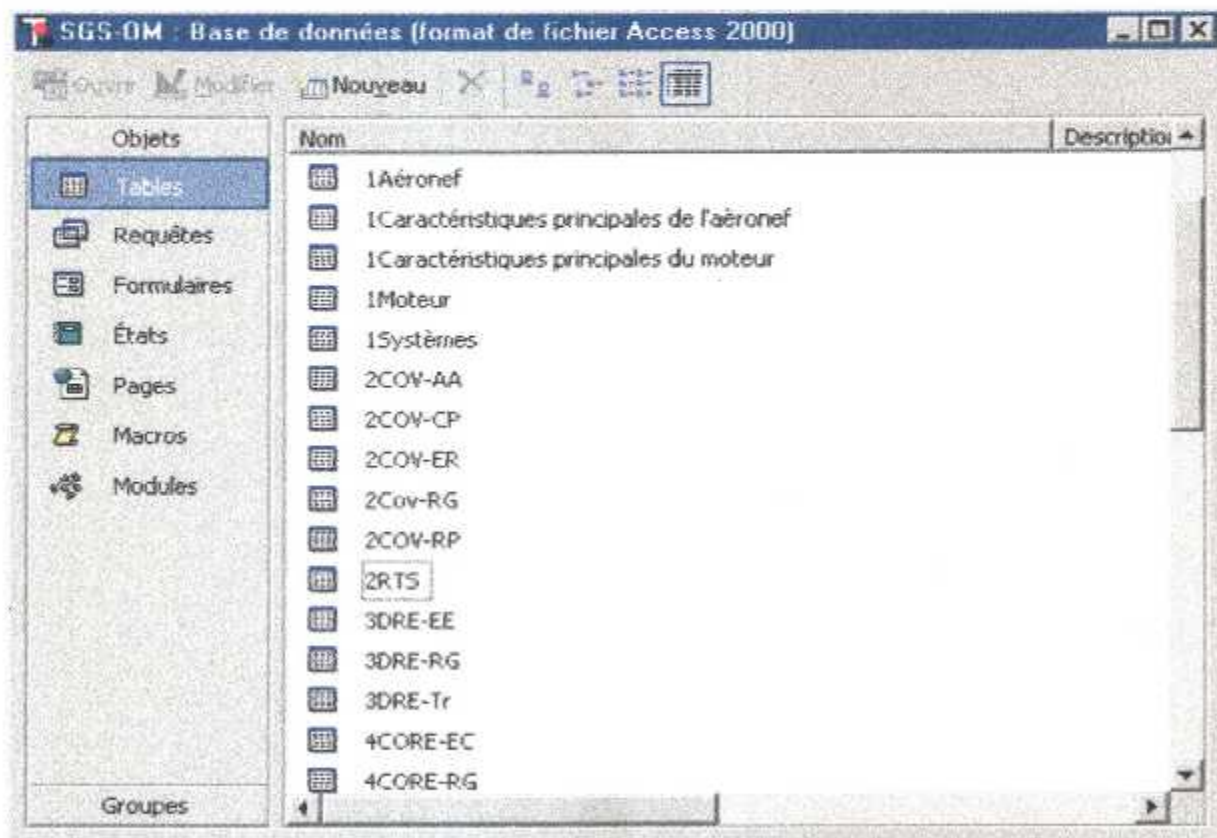 SGS-OM : Base de données (format de fichier Access 2000)
Ouvrir Modifier Nouveau
Objets
Tables
Requêtes
Formulaires
États
Pages
Macros
Modules
Groupes
Nom Description
1Aéronef
1Caractéristiques principales de l'aéronef
1Caractéristiques principales du moteur
1Moteur
1Systèmes
2COV-AA
2COV-CP
2COV-ER
2Cov-RG
2COV-RP
2RTS
3DRE-EE
3DRE-RG
3DRE-Tr
4CORE-EC
4CORE-RG